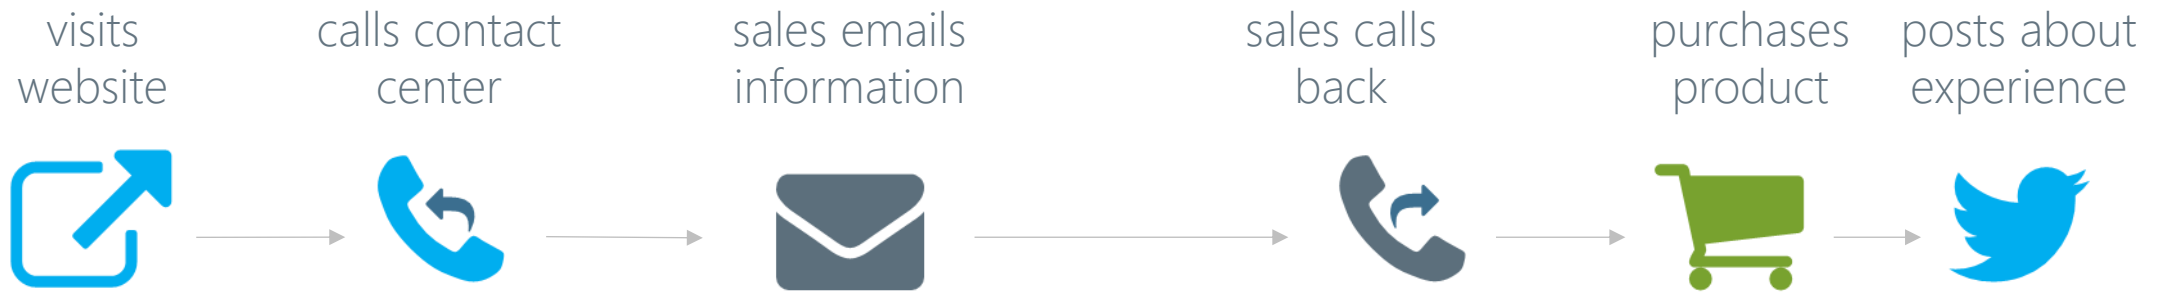 visits
website
calls contact
center
sales emails
information
sales calls
back
purchases
product
posts about
experience